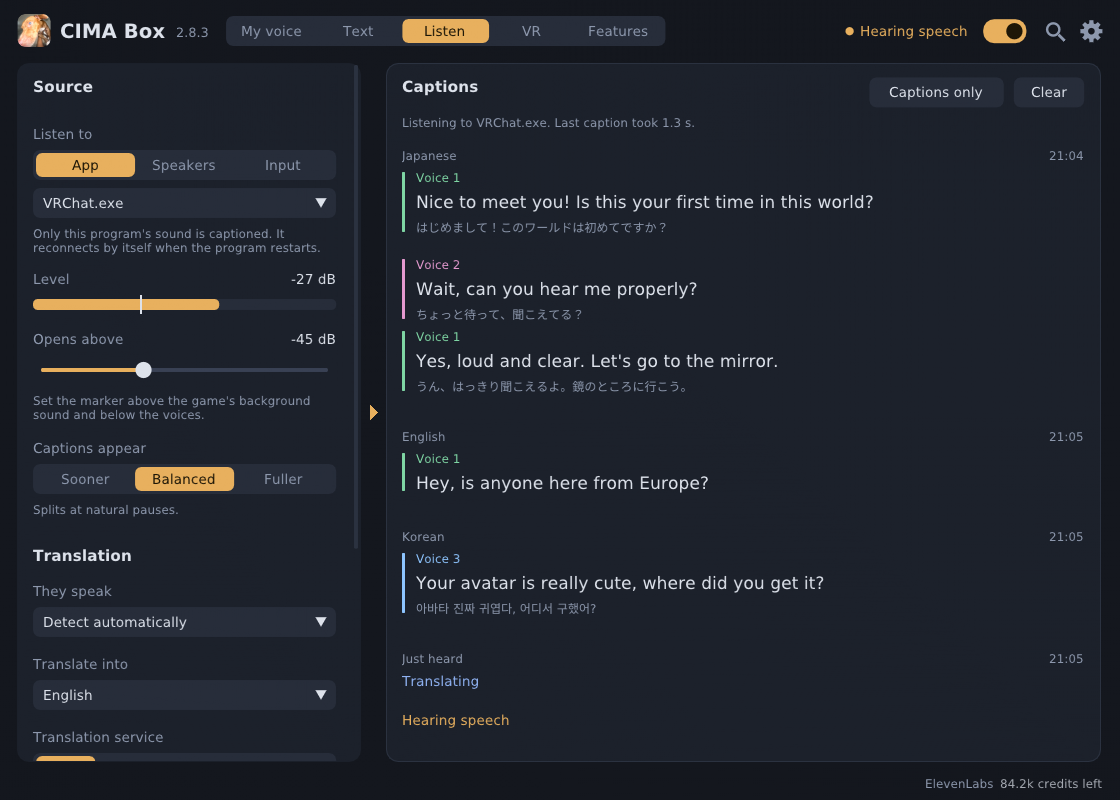 CIMA Box 2.8.3
My voice Text Listen VR Features
Hearing speech
Source
Listen to
App Speakers Input
VRChat.exe
Only this program's sound is captioned. It
reconnects by itself when the program restarts.
Level -27 dB
Opens above -45 dB
Set the marker above the game's background
sound and below the voices.
Captions appear
Sooner Balanced Fuller
Splits at natural pauses.
Translation
They speak
Detect automatically
Translate into
English
Translation service
Captions
Captions only Clear
Listening to VRChat.exe. Last caption took 1.3 s.
Japanese 21:04
Voice 1
Nice to meet you! Is this your first time in this world?
はじめまして！このワールドは初めてですか？
Voice 2
Wait, can you hear me properly?
ちょっと待って、聞こえてる？
Voice 1
Yes, loud and clear. Let's go to the mirror.
うん、はっきり聞こえるよ。鏡のところに行こう。
English 21:05
Voice 1
Hey, is anyone here from Europe?
Korean 21:05
Voice 3
Your avatar is really cute, where did you get it?
아바타 진짜 귀엽다, 어디서 구했어?
Just heard 21:05
Translating
Hearing speech
ElevenLabs 84.2k credits left